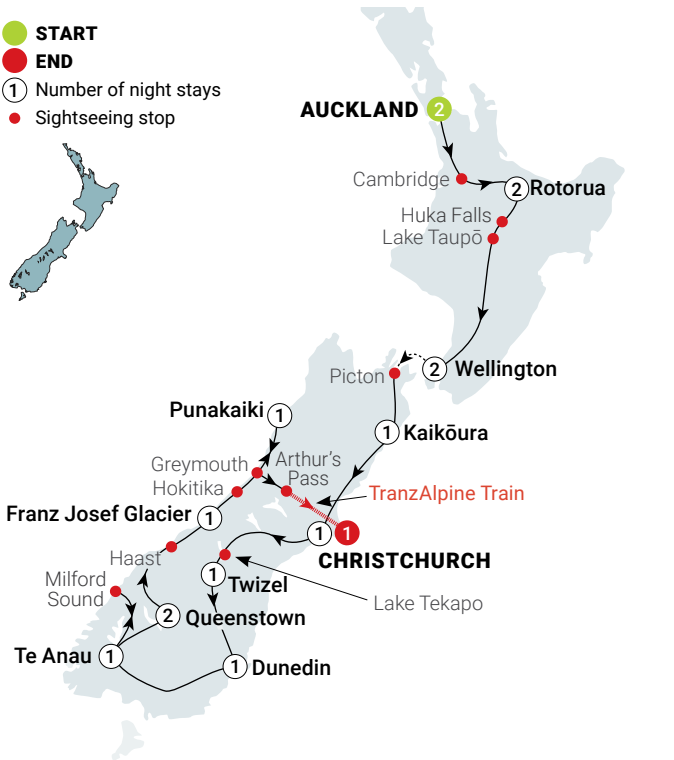 START
END
1 Number of night stays
Sightseeing stop
AUCKLAND 2
Cambridge
2 Rotorua
Huka Falls
Lake Taupō
2 Wellington
Picton
Punakaiki 1
1 Kaikōura
Greymouth
Arthur's
Pass
Hokitika
TranzAlpine Train
Franz Josef Glacier 1
1 1
CHRISTCHURCH
Haast
Milford
Sound
1 Twizel
Lake Tekapo
2 Queenstown
Te Anau 1
1 Dunedin